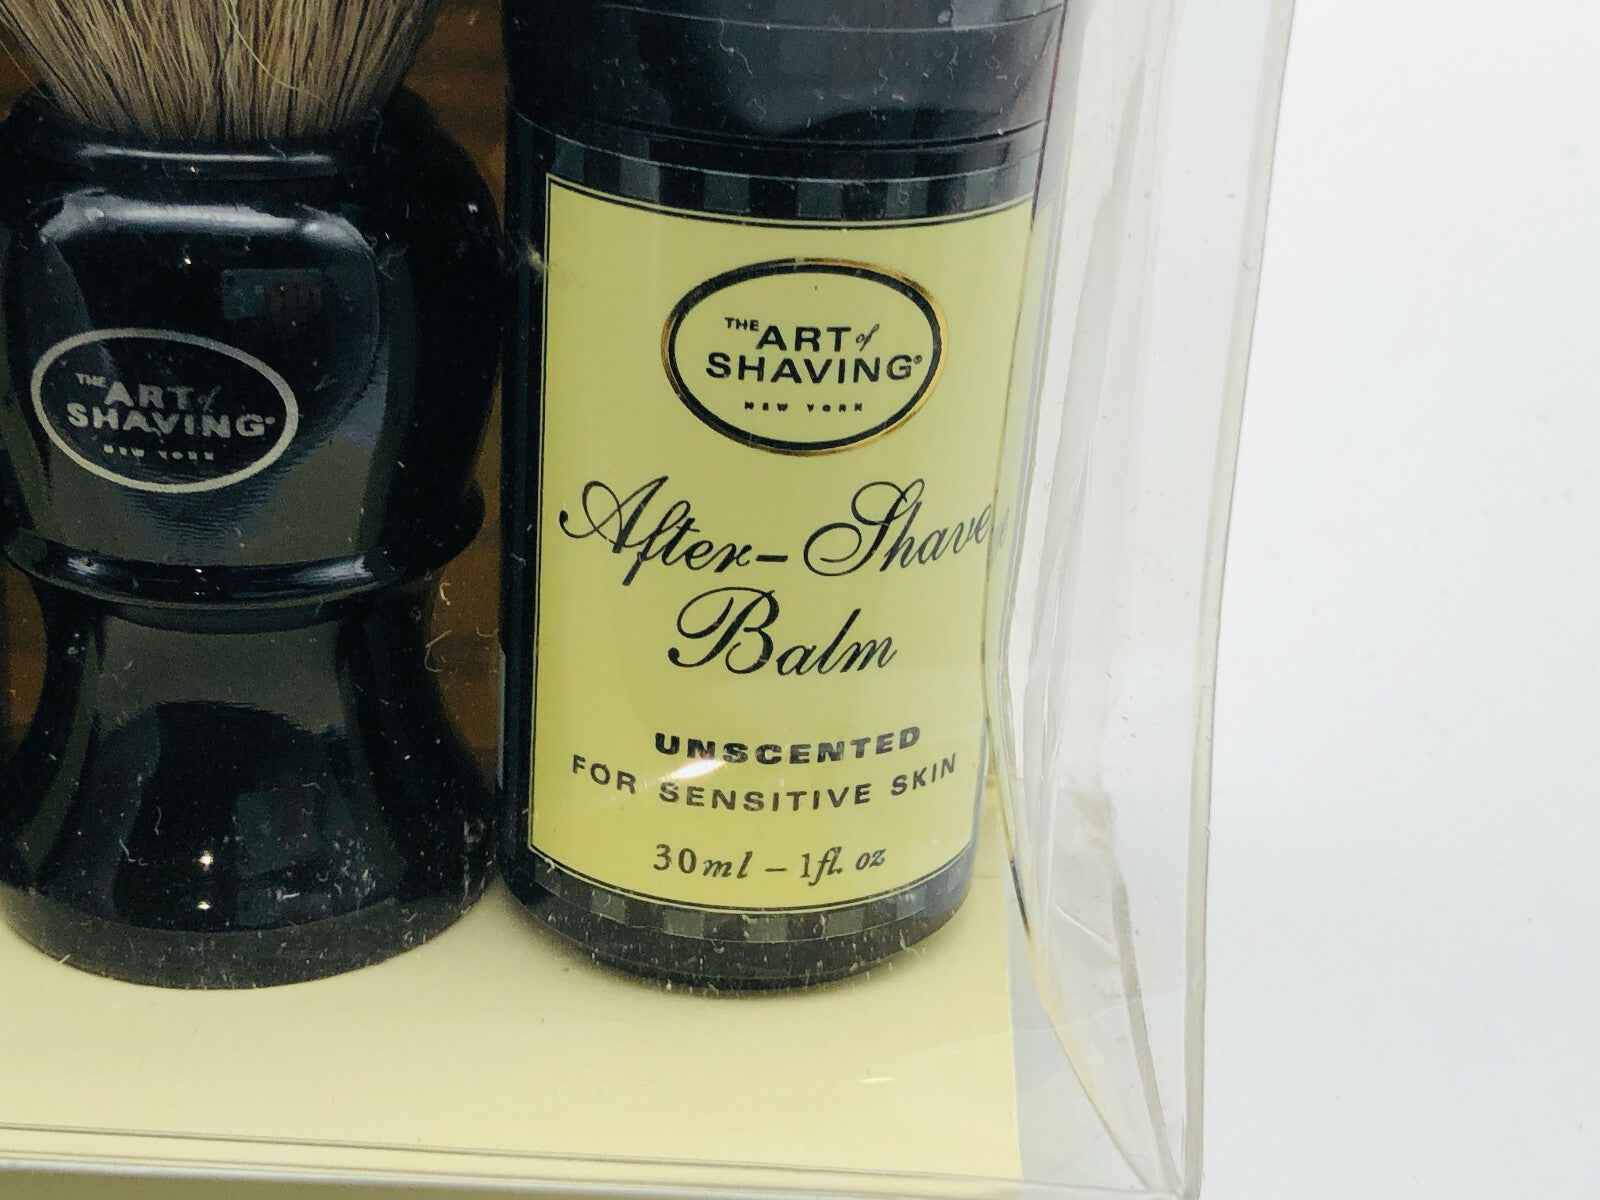 THE ART of
SHAVING®
NEW YORK
THE ART of
SHAVING®
NEW YORK
After-Shave
Balm
UNSCENTED
FOR SENSITIVE SKIN
30ml – 1fl. oz